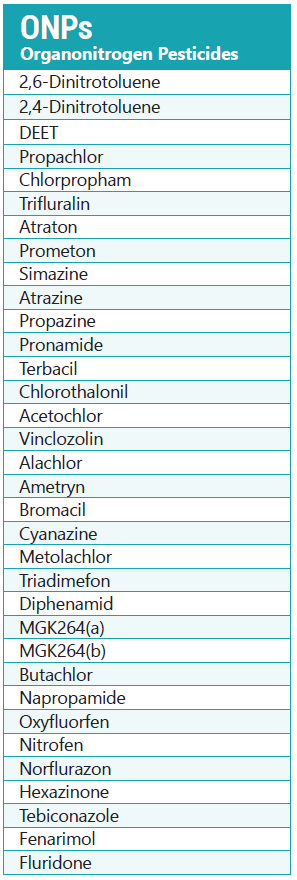 ONPs
Organonitrogen Pesticides
2,6-Dinitrotoluene
2,4-Dinitrotoluene
DEET
Propachlor
Chlorpropham
Trifluralin
Atraton
Prometon
Simazine
Atrazine
Propazine
Pronamide
Terbacil
Chlorothalonil
Acetochlor
Vinclozolin
Alachlor
Ametryn
Bromacil
Cyanazine
Metolachlor
Triadimefon
Diphenamid
MGK264(a)
MGK264(b)
Butachlor
Napropamide
Oxyfluorfen
Nitrofen
Norflurazon
Hexazinone
Tebiconazole
Fenarimol
Fluridone